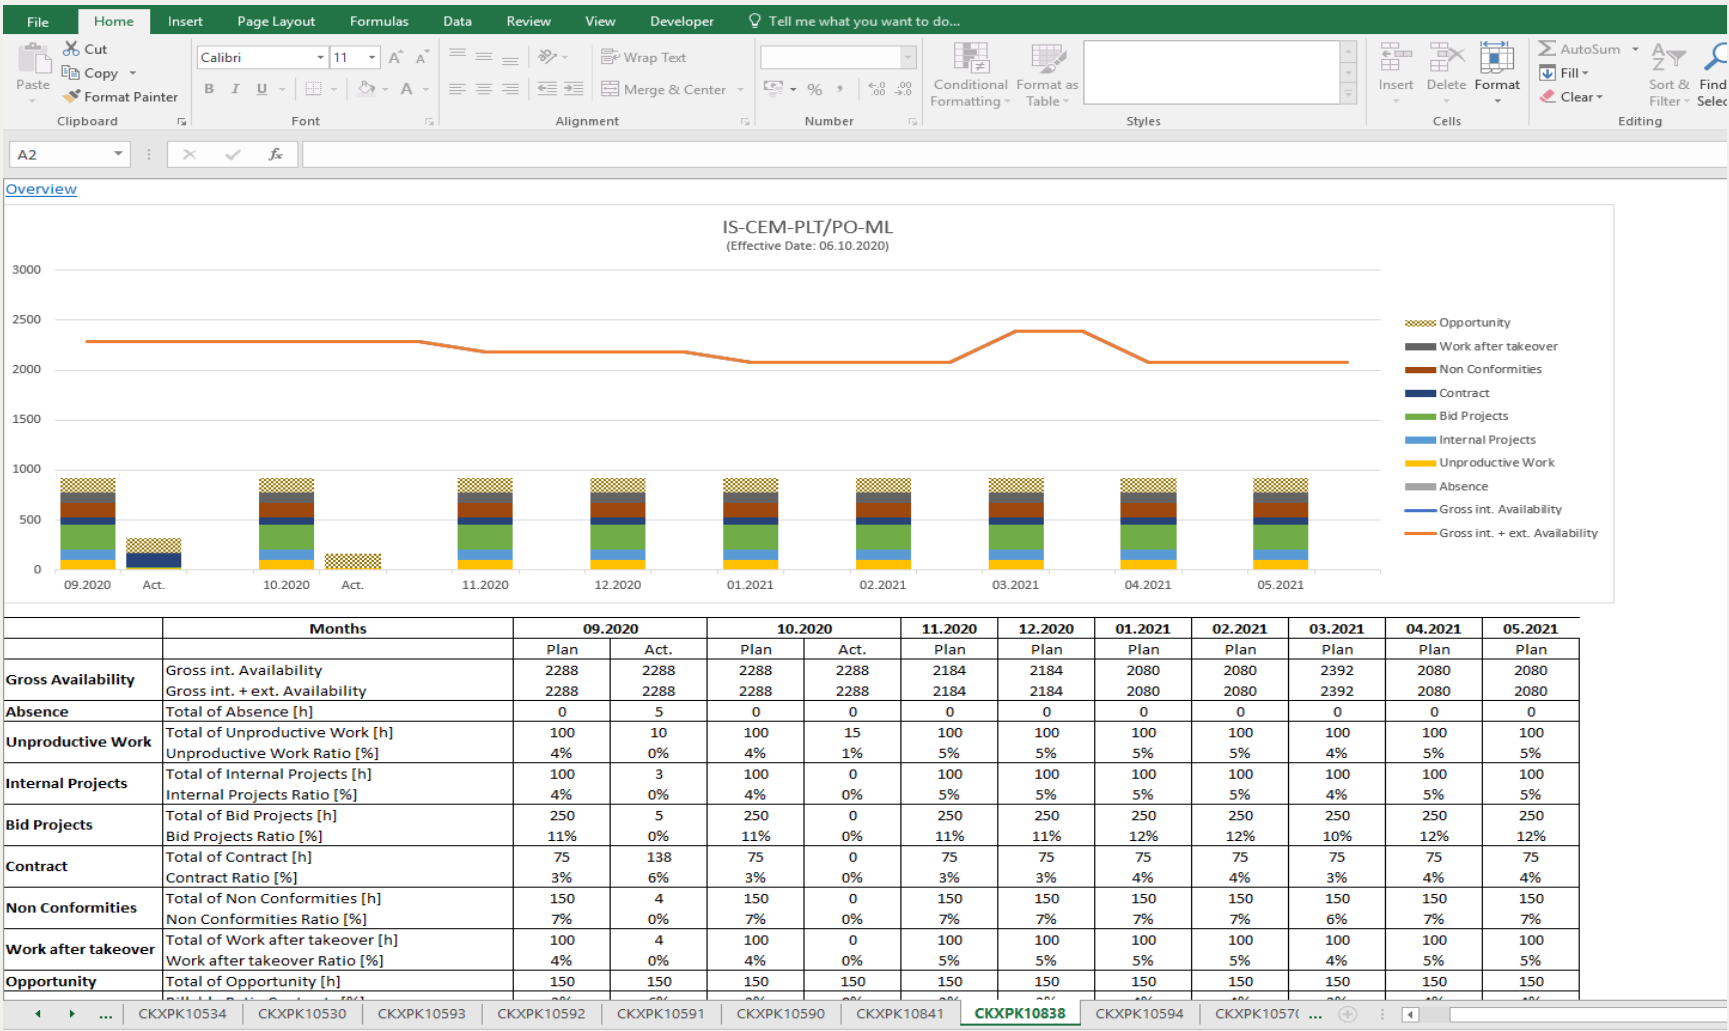 File Home Insert Page Layout Formulas Data Review View Developer Tell me what you want to do...
Paste
Cut
Copy
Format Painter
Clipboard
Calibri 11
B I U A
Font
Wrap Text
Merge & Center
Alignment
%
Number
Conditional Formatting
Format as Table
Styles
Insert Delete Format
Cells
AutoSum
Fill
Clear
Sort & Filter
Find
Selec
Editing
A2 fx
Overview
IS-CEM-PLT/PO-ML
(Effective Date: 06.10.2020)
3000
2500
2000
1500
1000
500
0
09.2020 Act. 10.2020 Act. 11.2020 12.2020 01.2021 02.2021 03.2021 04.2021 05.2021
Opportunity
Work after takeover
Non Conformities
Contract
Bid Projects
Internal Projects
Unproductive Work
Absence
Gross int. Availability
Gross int. + ext. Availability
Months 09.2020 10.2020 11.2020 12.2020 01.2021 02.2021 03.2021 04.2021 05.2021
Plan Act. Plan Act. Plan Plan Plan Plan Plan Plan Plan
Gross Availability
Gross int. Availability 2288 2288 2288 2288 2184 2184 2080 2080 2392 2080 2080
Gross int. + ext. Availability 2288 2288 2288 2288 2184 2184 2080 2080 2392 2080 2080
Absence Total of Absence [h] 0 5 0 0 0 0 0 0 0 0 0
Unproductive Work
Total of Unproductive Work [h] 100 10 100 15 100 100 100 100 100 100 100
Unproductive Work Ratio [%] 4% 0% 4% 1% 5% 5% 5% 5% 4% 5% 5%
Internal Projects
Total of Internal Projects [h] 100 3 100 0 100 100 100 100 100 100 100
Internal Projects Ratio [%] 4% 0% 4% 0% 5% 5% 5% 5% 4% 5% 5%
Bid Projects
Total of Bid Projects [h] 250 5 250 0 250 250 250 250 250 250 250
Bid Projects Ratio [%] 11% 0% 11% 0% 11% 11% 12% 12% 10% 12% 12%
Contract
Total of Contract [h] 75 138 75 0 75 75 75 75 75 75 75
Contract Ratio [%] 3% 6% 3% 0% 3% 3% 4% 4% 3% 4% 4%
Non Conformities
Total of Non Conformities [h] 150 4 150 0 150 150 150 150 150 150 150
Non Conformities Ratio [%] 7% 0% 7% 0% 7% 7% 7% 7% 6% 7% 7%
Work after takeover
Total of Work after takeover [h] 100 4 100 0 100 100 100 100 100 100 100
Work after takeover Ratio [%] 4% 0% 4% 0% 5% 5% 5% 5% 4% 5% 5%
Opportunity Total of Opportunity [h] 150 150 150 150 150 150 150 150 150 150 150
... CKXPK10534 CKXPK10530 CKXPK10593 CKXPK10592 CKXPK10591 CKXPK10590 CKXPK10841 CKXPK10838 CKXPK10594 CKXPK1057 ...